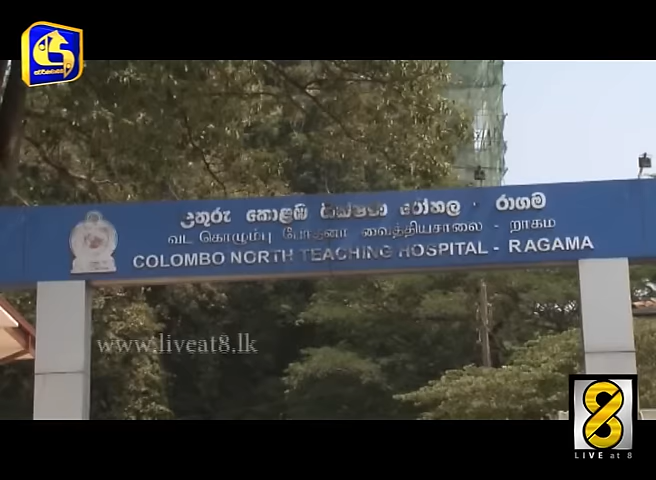 උතුරු කොළඹ ශික්ෂණ රෝහල - රාගම
வட கொழும்பு போதனா வைத்தியசாலை - றாகம
COLOMBO NORTH TEACHING HOSPITAL - RAGAMA
www.liveat8.lk
8
LIVE at 8